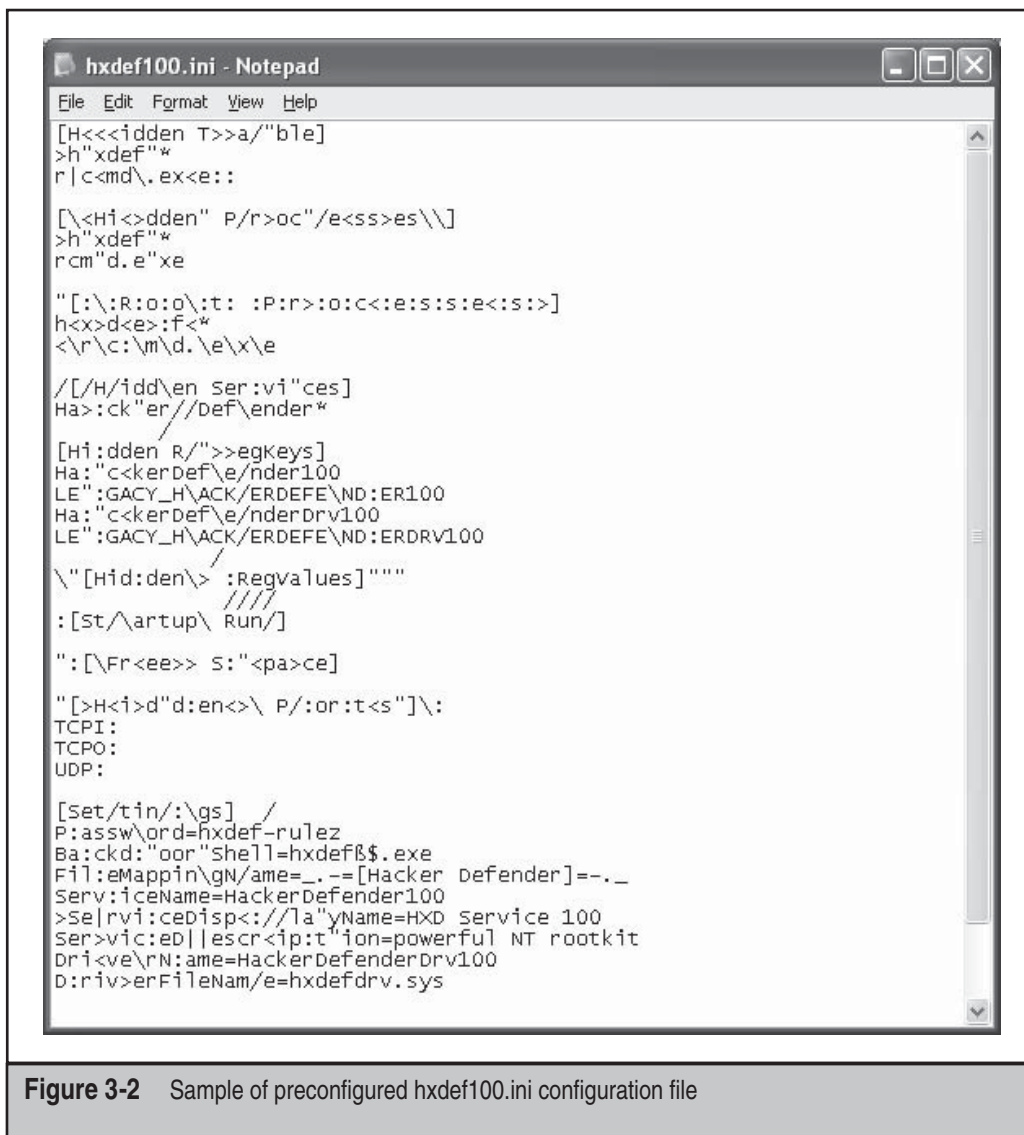 hxdef100.ini - Notepad
File Edit Format View Help
[H<<<idden T>>a/"ble]
>h"xdef"*
r|c<md\.ex<e::
[\<Hi<>dden" P/r>oc"/e<ss>es\\]
>h"xdef"*
rcm"d.e"xe
"[:\:R:o:o\:t: :P:r>:o:c<:e:s:s:e<:s:>]
h<x>d<e>:f<*
<\r\c:\m\d.\e\x\e
/[/H/idd\en Ser:vi"ces]
Ha>:ck"er//Def\ender*
/
[Hi:dden R/">>egKeys]
Ha:"c<kerDef\e/nder100
LE":GACY_H\ACK/ERDEFE\ND:ER100
Ha:"c<kerDef\e/nderDrv100
LE":GACY_H\ACK/ERDEFE\ND:ERDRV100
/
\"[Hid:den\> :RegValues]"""
////
:[St/\artup\ Run/]
":[\Fr<ee>> S:"<pa>ce]
"[>H<i>d"d:en<>\ P/:or:t<s"]\:
TCPI:
TCPO:
UDP:
[Set/tin/:\gs] /
P:assw\ord=hxdef-rulez
Ba:ckd:"oor"Shell=hxdefß$.exe
Fil:eMappin\gN/ame=_.-=[Hacker Defender]=-._
Serv:iceName=HackerDefender100
>Se|rvi:ceDisp<://la"yName=HXD Service 100
Ser>vic:eD||escr<ip:t"ion=powerful NT rootkit
Dri<ve\rN:ame=HackerDefenderDrv100
D:riv>erFileNam/e=hxdefdrv.sys
Figure 3-2 Sample of preconfigured hxdef100.ini configuration file